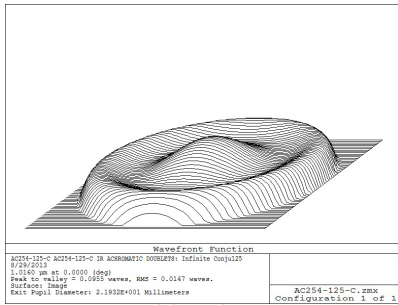 Wavefront Function
AC254-125-C AC254-125-C IR ACHROMATIC DOUBLETS: Infinite Conju125
8/29/2013
1.0160 µm at 0.0000 (deg)
Peak to valley = 0.0955 waves, RMS = 0.0147 waves.
Surface: Image
Exit Pupil Diameter: 2.1932E+001 Millimeters
AC254-125-C.zmx
Configuration 1 of 1